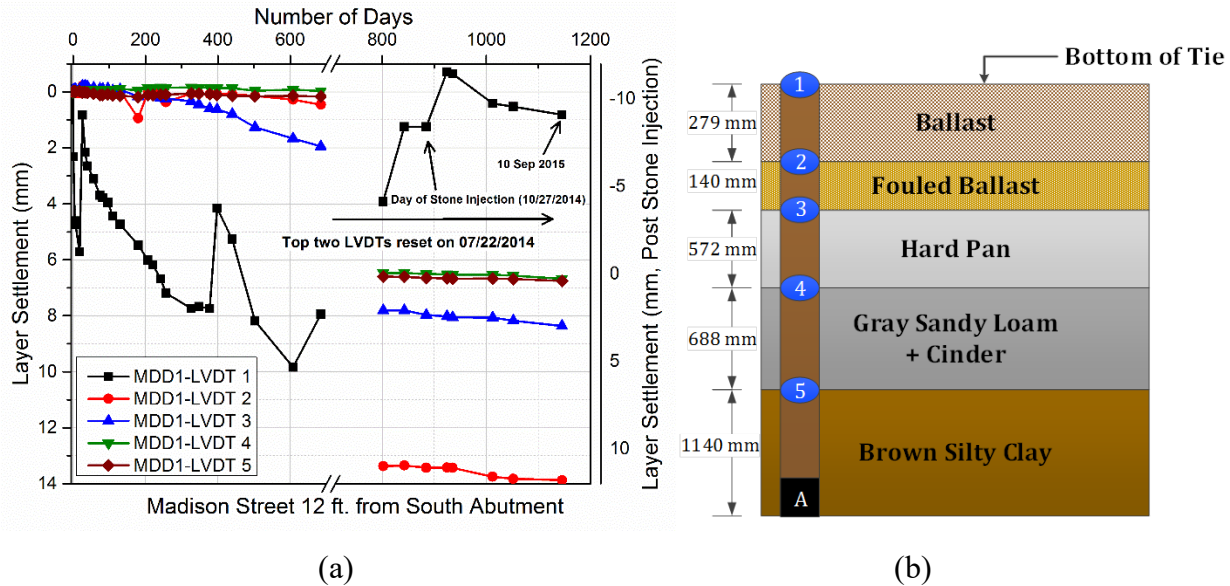 (a)
Number of Days
0 200 400 600 800 1000 1200
Layer Settlement (mm)
0
2
4
6
8
10
12
14
-10
-5
0
5
10
Layer Settlement (mm, Post Stone Injection)
10 Sep 2015
Day of Stone Injection (10/27/2014)
Top two LVDTs reset on 07/22/2014
MDD1-LVDT 1
MDD1-LVDT 2
MDD1-LVDT 3
MDD1-LVDT 4
MDD1-LVDT 5
Madison Street 12 ft. from South Abutment
(a)
b)
Bottom of Tie
1
279 mm
Ballast
2
140 mm
Fouled Ballast
3
572 mm
Hard Pan
4
688 mm
Gray Sandy Loam
+ Cinder
5
1140 mm
Brown Silty Clay
A
(b)